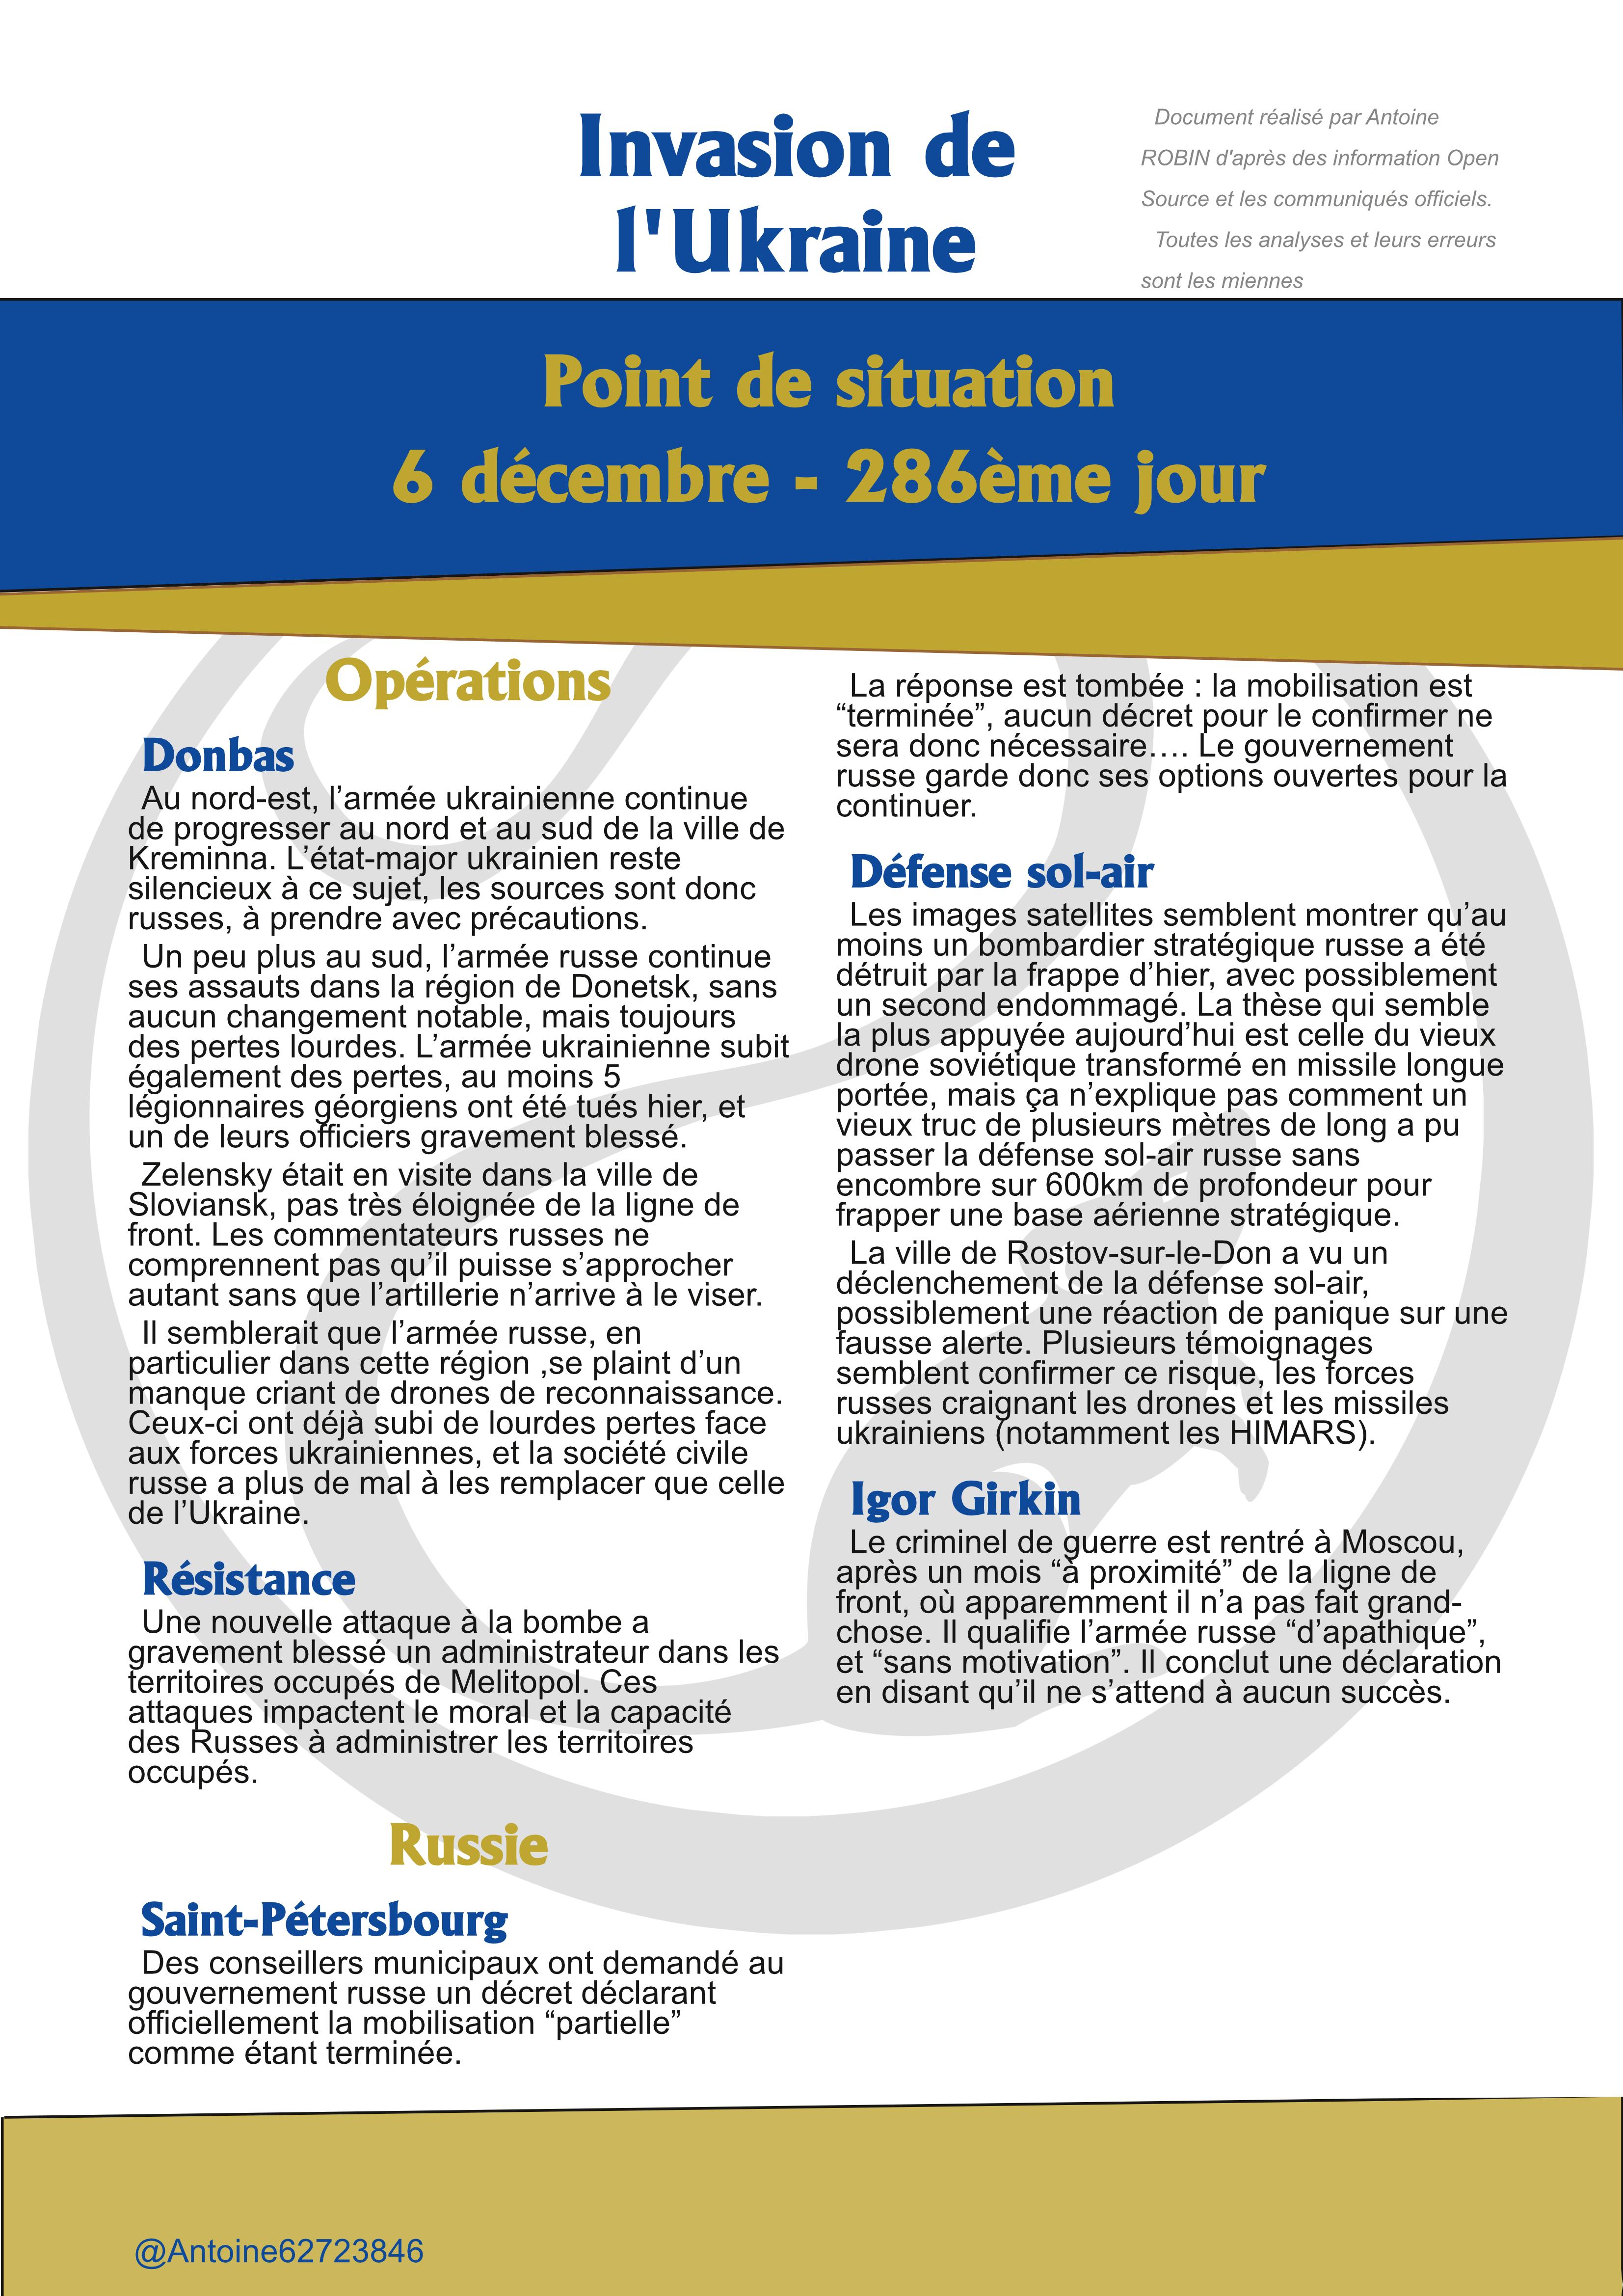 Invasion de
l'Ukraine
Document réalisé par Antoine
ROBIN d'après des information Open
Source et les communiqués officiels.
Toutes les analyses et leurs erreurs
sont les miennes
Point de situation
6 décembre - 286ème jour
Opérations
Donbas
Au nord-est, l’armée ukrainienne continue
de progresser au nord et au sud de la ville de
Kreminna. L’état-major ukrainien reste
silencieux à ce sujet, les sources sont donc
russes, à prendre avec précautions.
Un peu plus au sud, l’armée russe continue
ses assauts dans la région de Donetsk, sans
aucun changement notable, mais toujours
des pertes lourdes. L’armée ukrainienne subit
également des pertes, au moins 5
légionnaires géorgiens ont été tués hier, et
un de leurs officiers gravement blessé.
Zelensky était en visite dans la ville de
Sloviansk, pas très éloignée de la ligne de
front. Les commentateurs russes ne
comprennent pas qu’il puisse s’approcher
autant sans que l’artillerie n’arrive à le viser.
Il semblerait que l’armée russe, en
particulier dans cette région ,se plaint d’un
manque criant de drones de reconnaissance.
Ceux-ci ont déjà subi de lourdes pertes face
aux forces ukrainiennes, et la société civile
russe a plus de mal à les remplacer que celle
de l’Ukraine.
Résistance
Une nouvelle attaque à la bombe a
gravement blessé un administrateur dans les
territoires occupés de Melitopol. Ces
attaques impactent le moral et la capacité
des Russes à administrer les territoires
occupés.
Russie
Saint-Pétersbourg
Des conseillers municipaux ont demandé au
gouvernement russe un décret déclarant
officiellement la mobilisation “partielle”
comme étant terminée.
La réponse est tombée : la mobilisation est
“terminée”, aucun décret pour le confirmer ne
sera donc nécessaire…. Le gouvernement
russe garde donc ses options ouvertes pour la
continuer.
Défense sol-air
Les images satellites semblent montrer qu’au
moins un bombardier stratégique russe a été
détruit par la frappe d’hier, avec possiblement
un second endommagé. La thèse qui semble
la plus appuyée aujourd’hui est celle du vieux
drone soviétique transformé en missile longue
portée, mais ça n’explique pas comment un
vieux truc de plusieurs mètres de long a pu
passer la défense sol-air russe sans
encombre sur 600km de profondeur pour
frapper une base aérienne stratégique.
La ville de Rostov-sur-le-Don a vu un
déclenchement de la défense sol-air,
possiblement une réaction de panique sur une
fausse alerte. Plusieurs témoignages
semblent confirmer ce risque, les forces
russes craignant les drones et les missiles
ukrainiens (notamment les HIMARS).
Igor Girkin
Le criminel de guerre est rentré à Moscou,
après un mois “à proximité” de la ligne de
front, où apparemment il n’a pas fait grand-
chose. Il qualifie l’armée russe “d’apathique”,
et “sans motivation”. Il conclut une déclaration
en disant qu’il ne s’attend à aucun succès.
@Antoine62723846